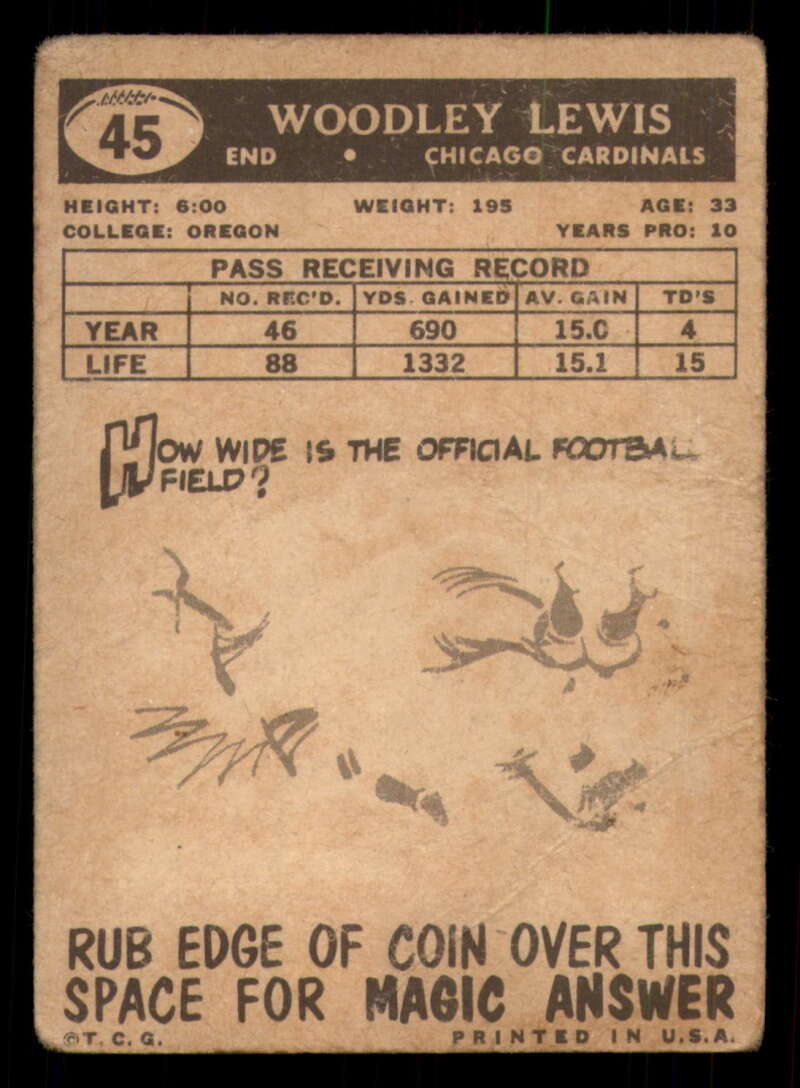 45
WOODLEY LEWIS
END • CHICAGO CARDINALS
HEIGHT: 6:00 WEIGHT: 195 AGE: 33
COLLEGE: OREGON YEARS PRO: 10
PASS RECEIVING RECORD
NO. REC'D. YDS. GAINED AV. GAIN TD'S
YEAR 46 690 15.0 4
LIFE 88 1332 15.1 15
HOW WIDE IS THE OFFICIAL FOOTBALL
FIELD?
RUB EDGE OF COIN OVER THIS
SPACE FOR MAGIC ANSWER
©T. C. G. PRINTED IN U.S.A.